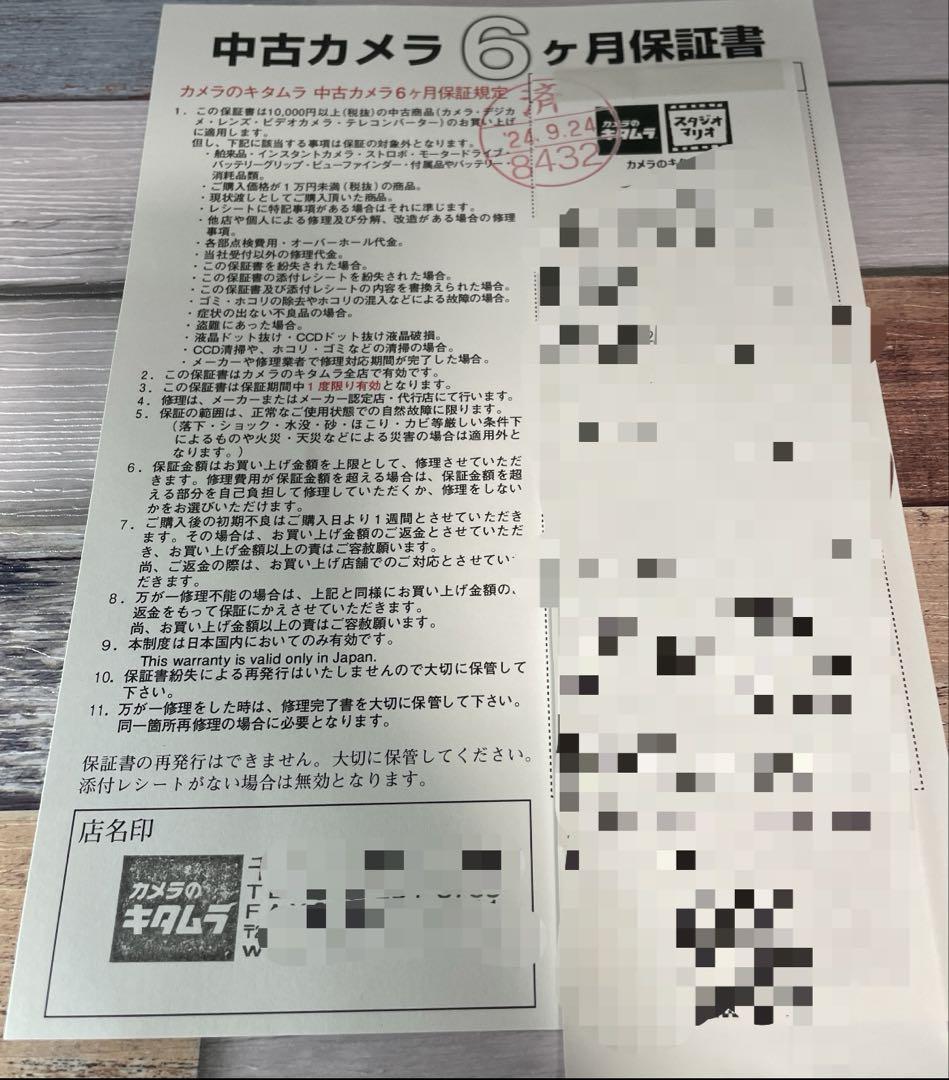 中古カメラ6ヶ月保証書
カメラのキタムラ 中古カメラ6ヶ月保証規定
1. この保証書は10,000円以上(税抜)の中古商品(カメラ・デジカ
メ・レンズ・ビデオカメラ・テレコンバーター)のお買い上げ
に適用します。
但し、下記に該当する事項は保証の対象外となります。
・舶来品・インスタントカメラ・ストロボ・モータードライブ・
バッテリーグリップ・ビューファインダー・付属品やバッテリー・
消耗品類。
・ご購入価格が1万円未満(税抜)の商品。
・現状渡しとしてご購入頂いた商品。
・レシートに特記事項がある場合はそれに準じます。
・他店や個人による修理及び分解、改造がある場合の修理
事項。
・各部点検費用・オーバーホール代金。
・当社受付以外の修理代金。
・この保証書を紛失された場合。
・この保証書の添付レシートを紛失された場合。
・この保証書及び添付レシートの内容を書換えられた場合。
・ゴミ・ホコリの除去やホコリの混入などによる故障の場合。
・症状の出ない不良品の場合。
・盗難にあった場合。
・液晶ドット抜け・CCDドット抜け液晶破損。
・CCD清掃や、ホコリ・ゴミなどの清掃の場合。
・メーカーや修理業者で修理対応期間が完了した場合。
2. この保証書はカメラのキタムラ全店で有効です。
3. この保証書は保証期間中1度限り有効となります。
4. 修理は、メーカーまたはメーカー認定店・代行店にて行います。
5. 保証の範囲は、正常なご使用状態での自然故障に限ります。
(落下・ショック・水没・砂・ほこり・カビ等厳しい条件下
によるものや火災・天災などによる災害の場合は適用外と
なります。)
6. 保証金額はお買い上げ金額を上限として、修理させていただ
きます。修理費用が保証金額を超える場合は、保証金額を超
える部分を自己負担して修理していただくか、修理をしない
かをお選びいただけます。
7. ご購入後の初期不良はご購入日より1週間とさせていただき
ます。その場合は、お買い上げ金額のご返金とさせていただ
き、お買い上げ金額以上の責はご容赦願います。
尚、ご返金の際は、お買い上げ店舗でのご対応とさせてい
だきます。
8. 万が一修理不能の場合は、上記と同様にお買い上げ金額の、
返金をもって保証にかえさせていただきます。
尚、お買い上げ金額以上の責はご容赦願います。
9. 本制度は日本国内においてのみ有効です。
This warranty is valid only in Japan.
10. 保証書紛失による再発行はいたしませんので大切に保管して
下さい。
11. 万が一修理をした時は、修理完了書を大切に保管して下さい。
同一箇所再修理の場合に必要となります。
保証書の再発行はできません。大切に保管してください。
添付レシートがない場合は無効となります。
店名印
カメラの
キタムラ
済
'24.9.24
8432
カメラの
キタムラ
スタジオ
マリオ
カメラのキタ